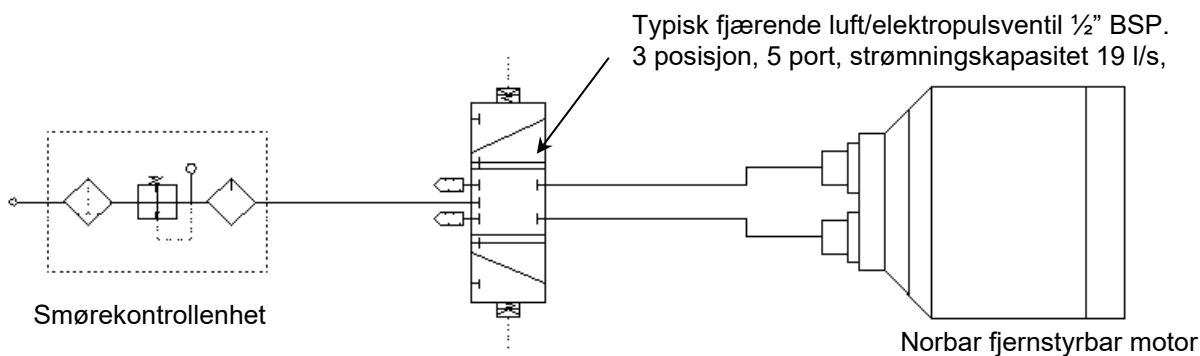 Typisk fjærende luft/elektropulsventil ½” BSP.
3 posisjon, 5 port, strømningskapasitet 19 l/s,
Smørekontrollenhet
Norbar fjernstyrbar motor